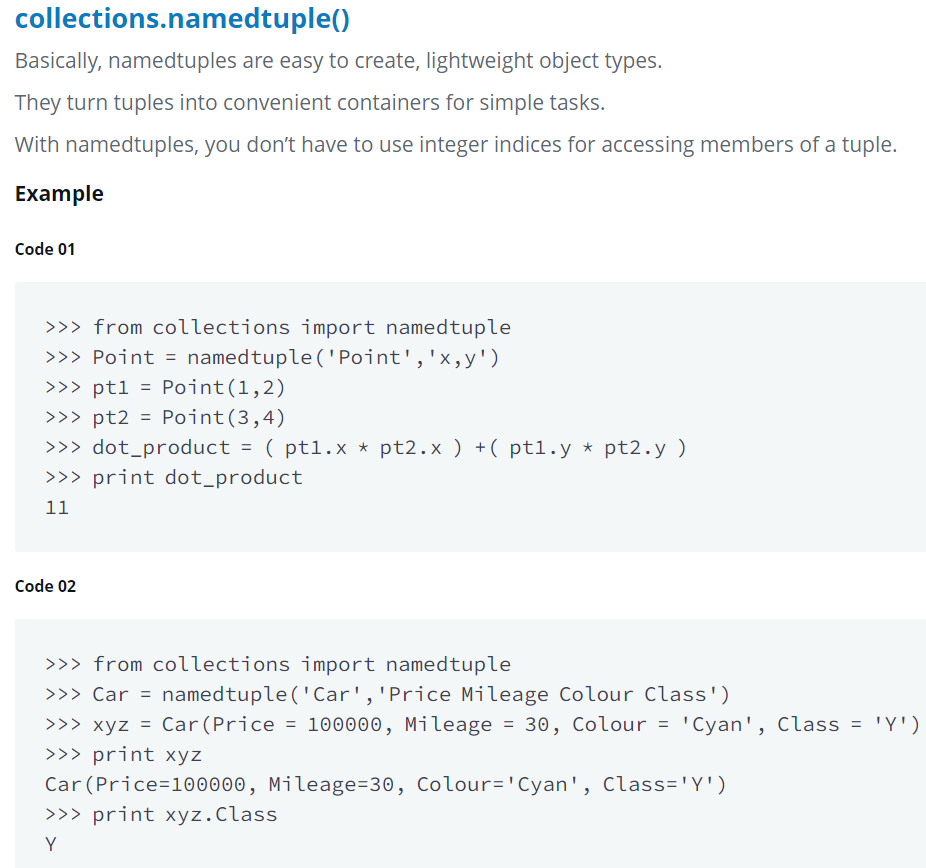 collections.namedtuple()
Basically, namedtuples are easy to create, lightweight object types.
They turn tuples into convenient containers for simple tasks.
With namedtuples, you don’t have to use integer indices for accessing members of a tuple.
Example
Code 01
>>> from collections import namedtuple
>>> Point = namedtuple('Point','x,y')
>>> pt1 = Point(1,2)
>>> pt2 = Point(3,4)
>>> dot_product = ( pt1.x * pt2.x ) +( pt1.y * pt2.y )
>>> print dot_product
11
Code 02
>>> from collections import namedtuple
>>> Car = namedtuple('Car','Price Mileage Colour Class')
>>> xyz = Car(Price = 100000, Mileage = 30, Colour = 'Cyan', Class = 'Y')
>>> print xyz
Car(Price=100000, Mileage=30, Colour='Cyan', Class='Y')
>>> print xyz.Class
Y